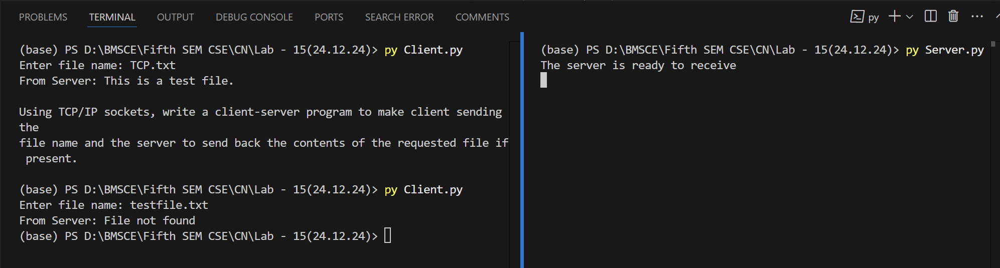 PROBLEMS TERMINAL OUTPUT DEBUG CONSOLE PORTS SEARCH ERROR COMMENTS py
(base) PS D:\BMSCE\Fifth SEM CSE\CN\Lab - 15(24.12.24)> py Client.py
Enter file name: TCP.txt
From Server: This is a test file.
Using TCP/IP sockets, write a client-server program to make client sending
the
file name and the server to send back the contents of the requested file if
present.
(base) PS D:\BMSCE\Fifth SEM CSE\CN\Lab - 15(24.12.24)> py Client.py
Enter file name: testfile.txt
From Server: File not found
(base) PS D:\BMSCE\Fifth SEM CSE\CN\Lab - 15(24.12.24)>
(base) PS D:\BMSCE\Fifth SEM CSE\CN\Lab - 15(24.12.24)> py Server.py
The server is ready to receive